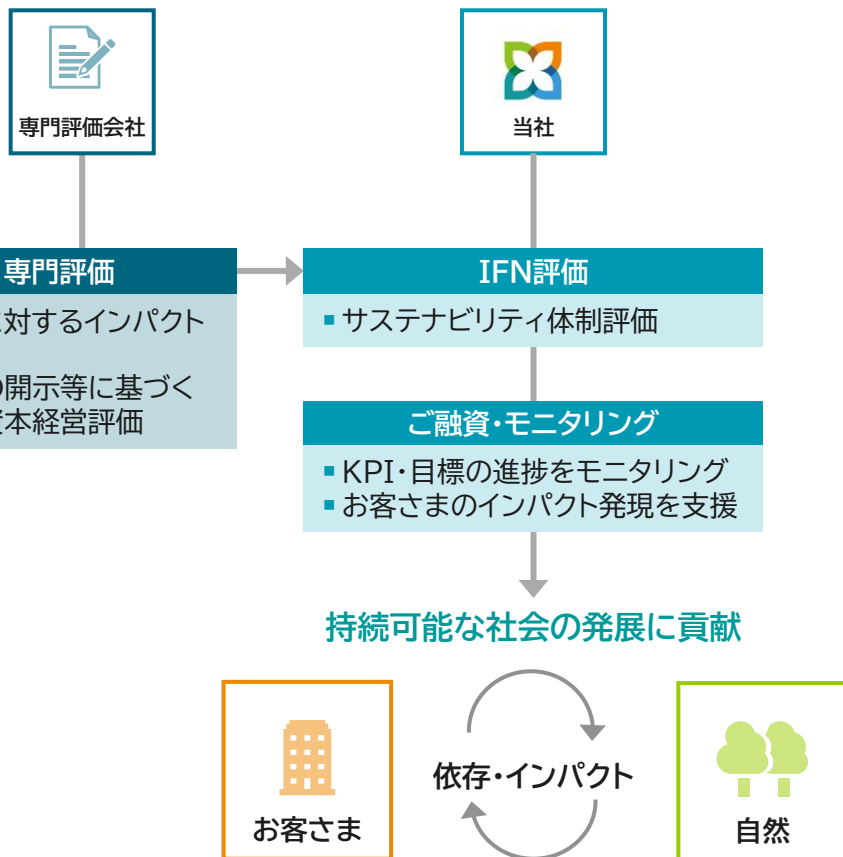 専門評価会社
当社
専門評価
対するインパクト
開示等に基づく
本経営評価
IFN評価
▪サステナビリティ体制評価
ご融資・モニタリング
▪KPI・目標の進捗をモニタリング
▪お客さまのインパクト発現を支援
持続可能な社会の発展に貢献
依存・インパクト
お客さま
自然